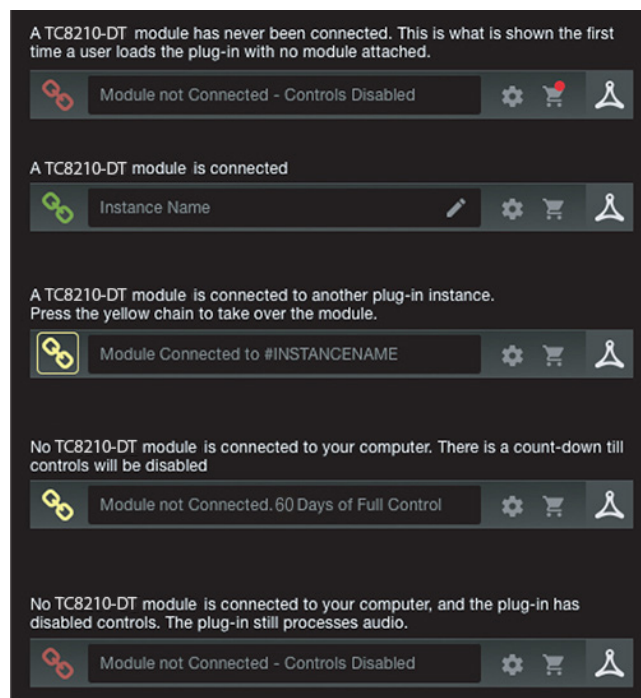 A TC8210-DT module has never been connected. This is what is shown the first
time a user loads the plug-in with no module attached.
Module not Connected - Controls Disabled
A TC8210-DT module is connected
Instance Name
A TC8210-DT module is connected to another plug-in instance.
Press the yellow chain to take over the module.
Module Connected to #INSTANCENAME
No TC8210-DT module is connected to your computer. There is a count-down till
controls will be disabled
Module not Connected. 60 Days of Full Control
No TC8210-DT module is connected to your computer, and the plug-in has
disabled controls. The plug-in still processes audio.
Module not Connected - Controls Disabled